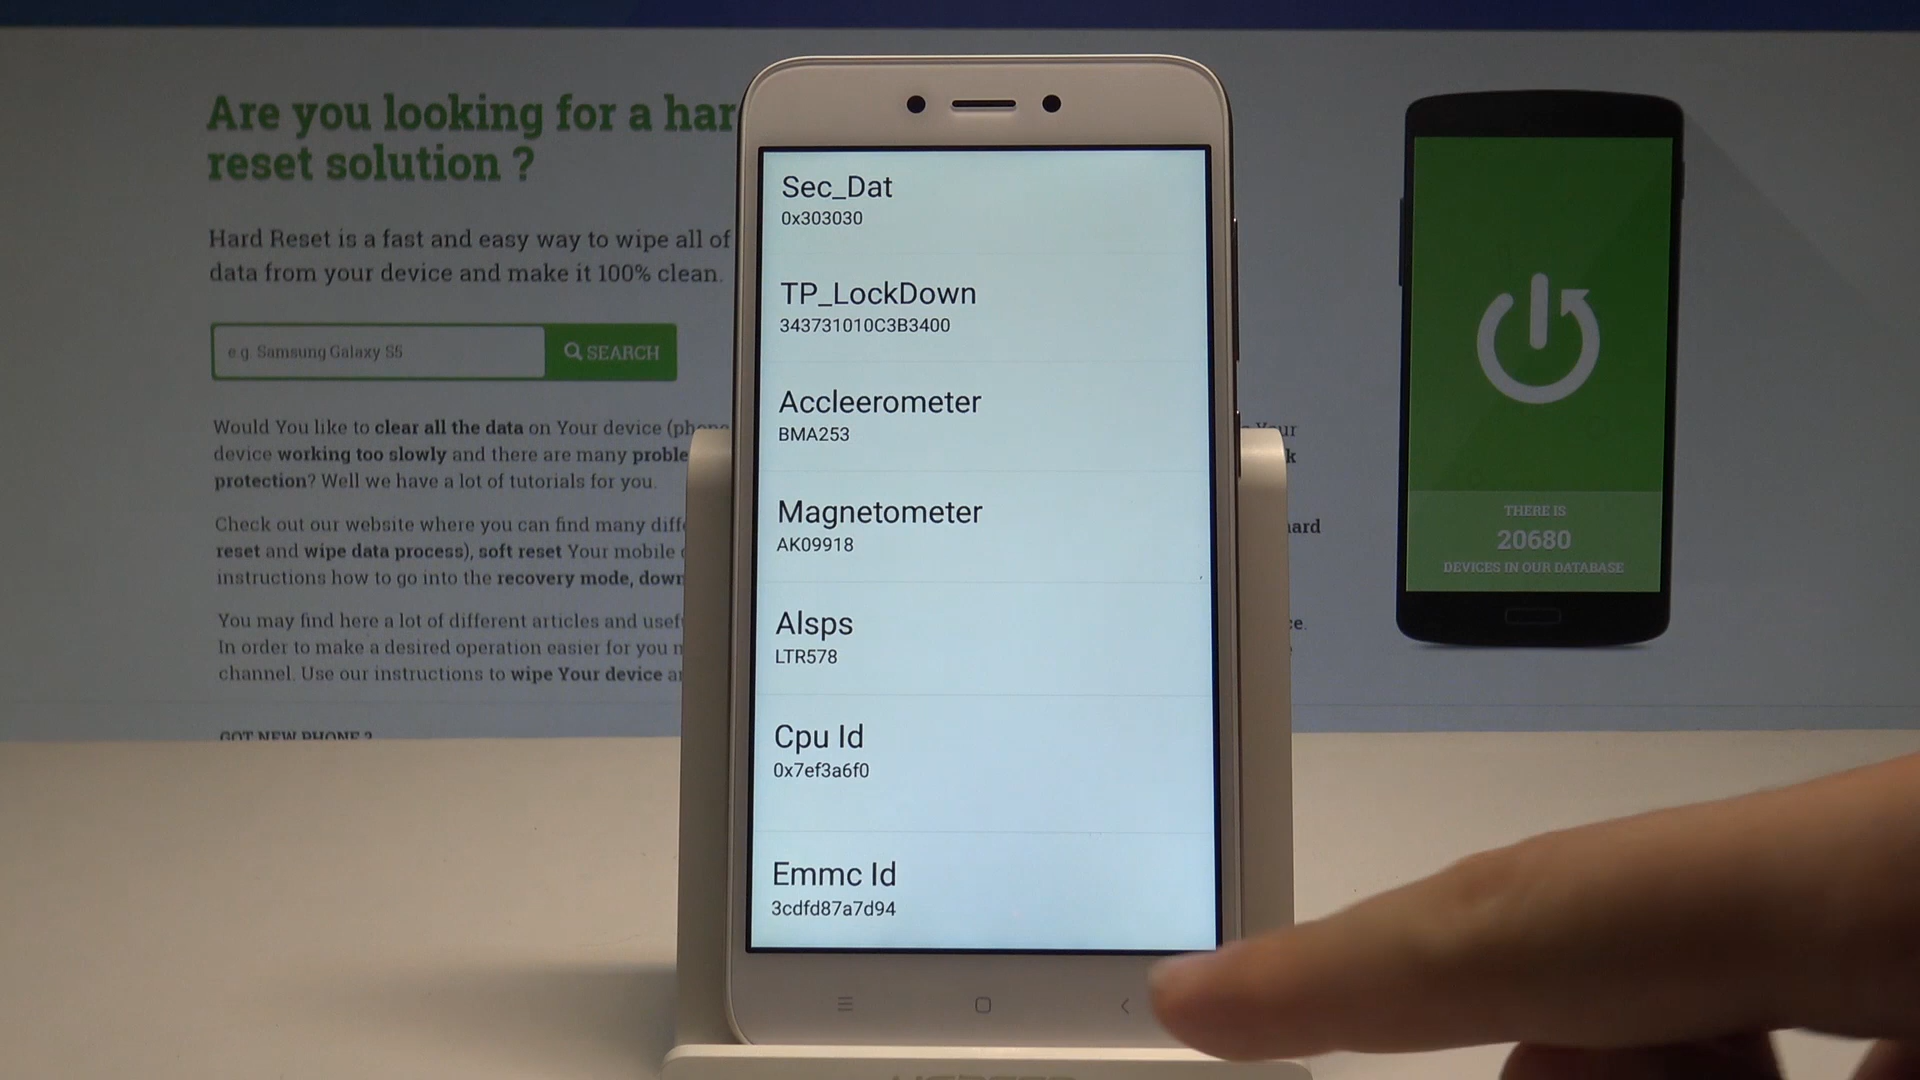 Are you looking for a har
reset solution ?
Hard Reset is a fast and easy way to wipe all of
data from your device and make it 100% clean.
e.g. Samsung Galaxy S5
SEARCH
Would You like to clear all the data on Your device (phone
device working too slowly and there are many proble
protection? Well we have a lot of tutorials for you.
Check out our website where you can find many diff
reset and wipe data process), soft reset Your mobile
instructions how to go into the recovery mode, down
You may find here a lot of different articles and usef
In order to make a desired operation easier for you
channel. Use our instructions to wipe Your device
GOT NEW PHONE ?
Sec_Dat
0x303030
TP_LockDown
343731010C3B3400
Accleerometer
BMA253
Magnetometer
AK09918
Alsps
LTR578
Cpu Id
0x7ef3a6f0
Emmc Id
3cdfd87a7d94
THERE IS
20680
DEVICES IN OUR DATABASE